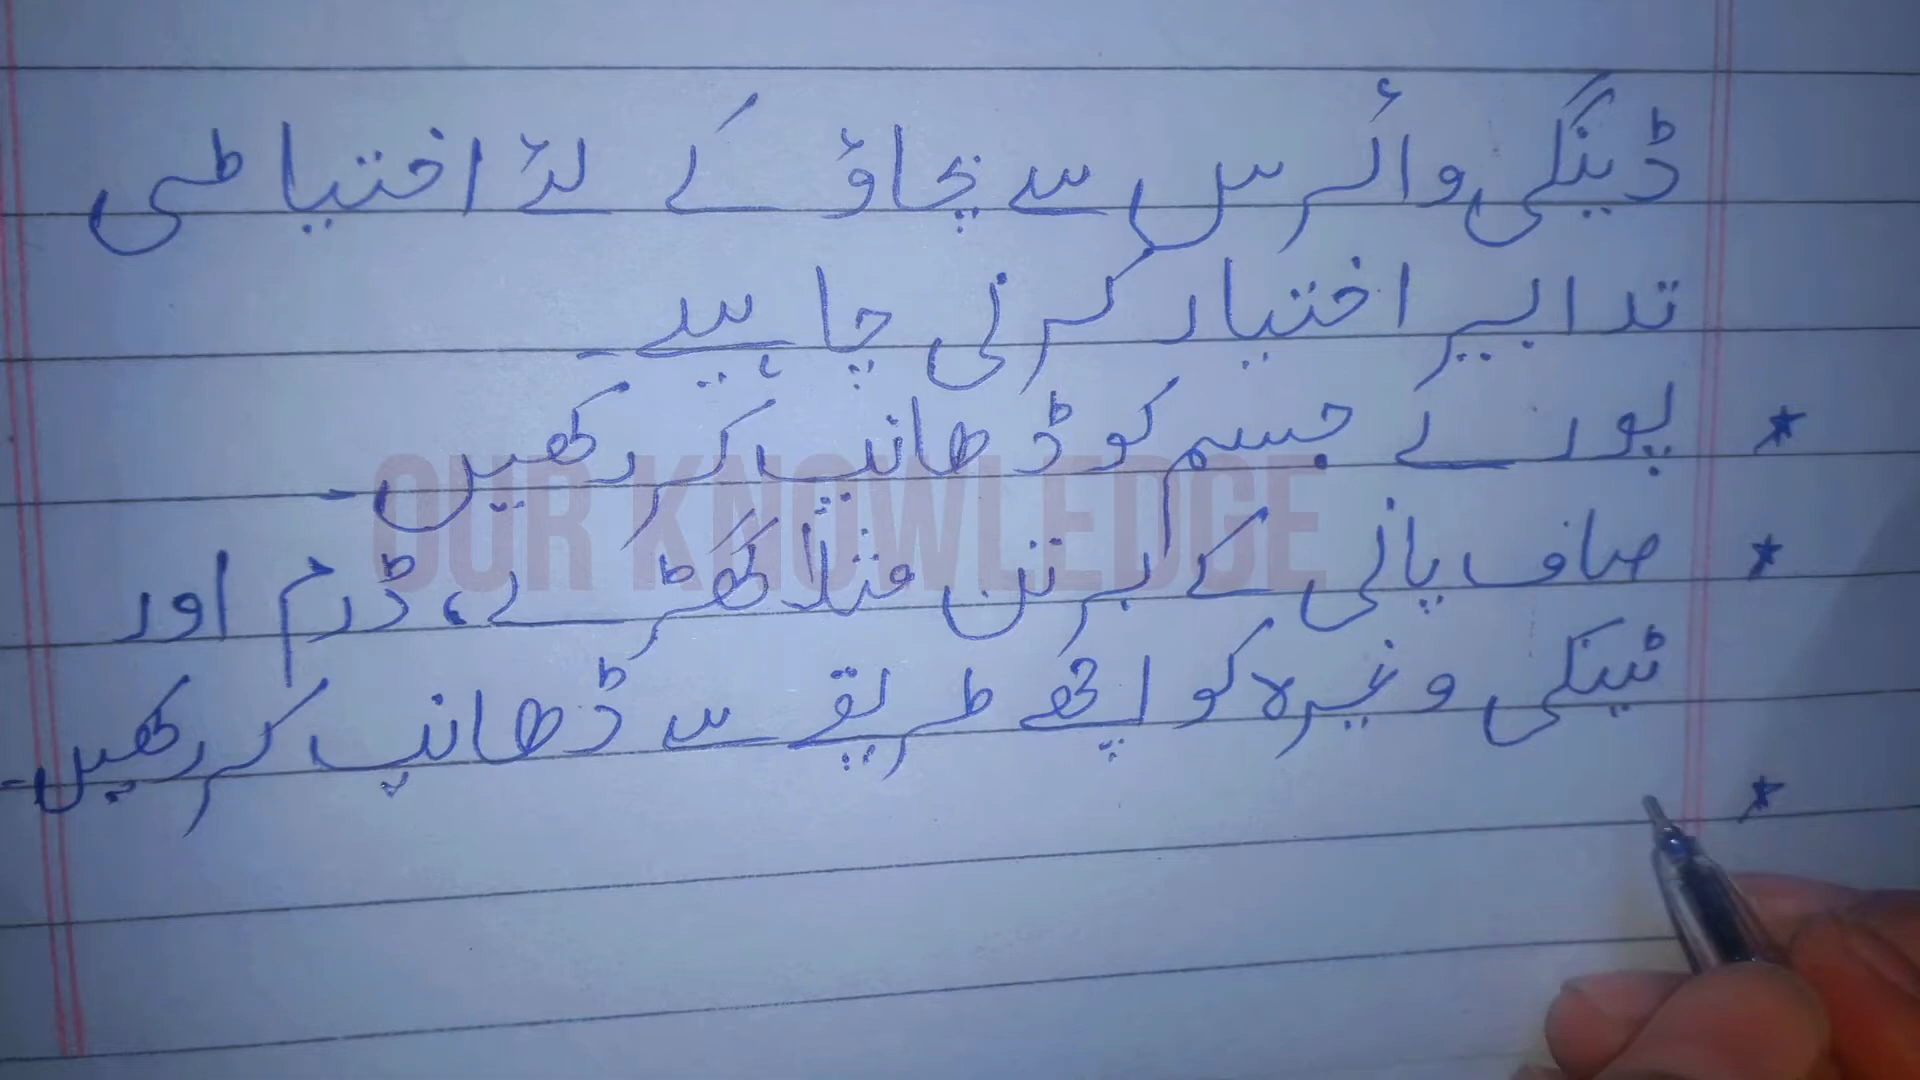 ڈینگی وائرس سے بچاؤ کے لئے اختیاطی
تدابیر اختیار کرنی چاہیے۔
★ پورے جسم کو ڈھانپ کر رکھیں۔
OUR KNOWLEDGE
★ صاف پانی کے برتن مثلاً گھڑے، ڈرم اور
ٹینکی وغیرہ کو اچھے طریقے سے ڈھانپ کر رکھیں۔
★